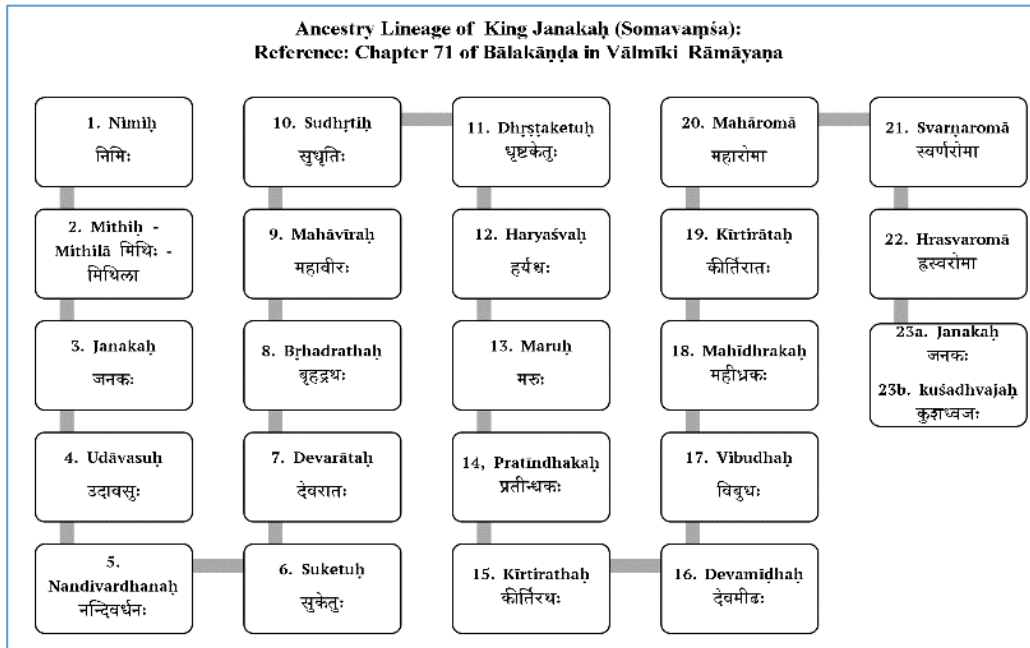 Ancestry Lineage of King Janakaḥ (Somavaṃśa):
Reference: Chapter 71 of Bālakāṇḍa in Vālmīki Rāmāyaṇa
1. Nimiḥ
निमिः
2. Mithiḥ -
Mithilā मिथिः -
मिथिला
3. Janakaḥ
जनकः
4. Udāvasuḥ
उदावसुः
5.
Nandivardhanaḥ
नन्दिवर्धनः
6. Suketuḥ
सुकेतुः
7. Devarātaḥ
देवरातः
8. Bṛhadrathaḥ
बृहद्रथः
9. Mahāvīraḥ
महावीरः
10. Sudhṛtiḥ
सुधृतिः
11. Dhṛṣṭaketuḥ
धृष्टकेतुः
12. Haryaśvaḥ
हर्यश्वः
13. Maruḥ
मरुः
14, Pratīndhakaḥ
प्रतीन्धकः
15. Kīrtirathaḥ
कीर्तिरथः
16. Devamīḍhaḥ
देवमीढः
17. Vibudhaḥ
विबुधः
18. Mahīdhrakaḥ
महीध्रकः
19. Kīrtirātaḥ
कीर्तिरातः
20. Mahāromā
महारोमा
21. Svarṇaromā
स्वर्णरोमा
22. Hrasvaromā
ह्रस्वरोमा
23a. Janakaḥ
जनकः
23b. kuśadhvajaḥ
कुशध्वजः